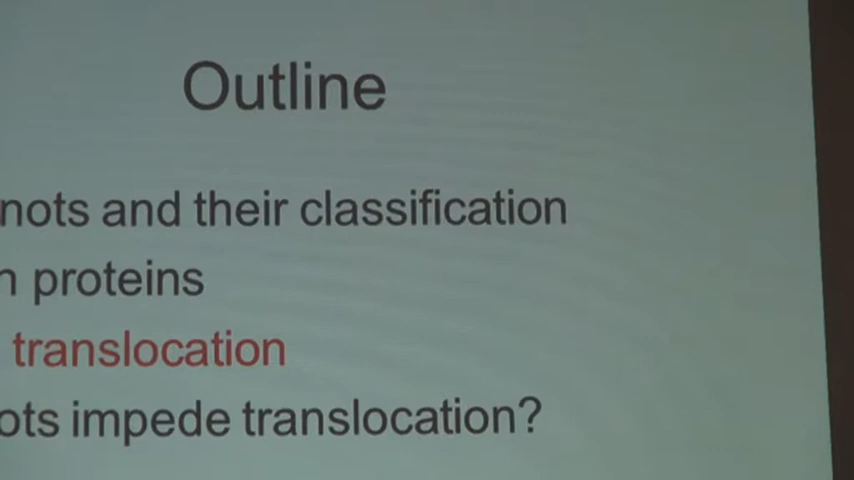 Outline
nots and their classification
n proteins
translocation
ots impede translocation?